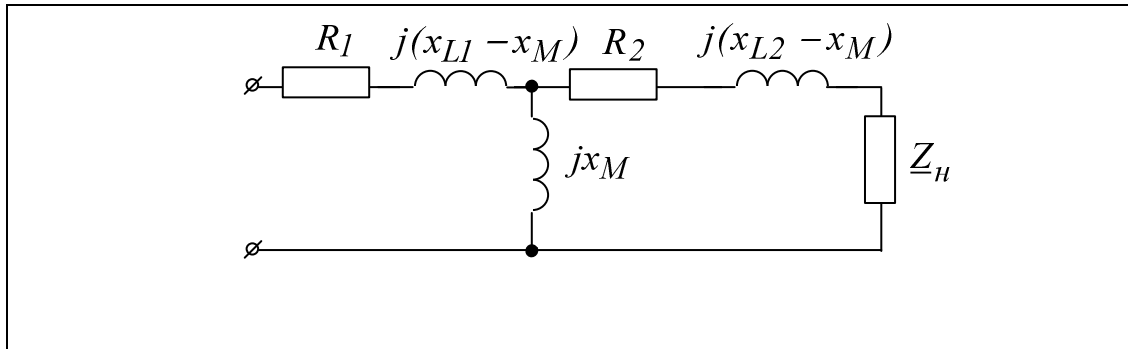 R1 j(xL1 – xM) R2 j(xL2 – xM)
jxM Zн